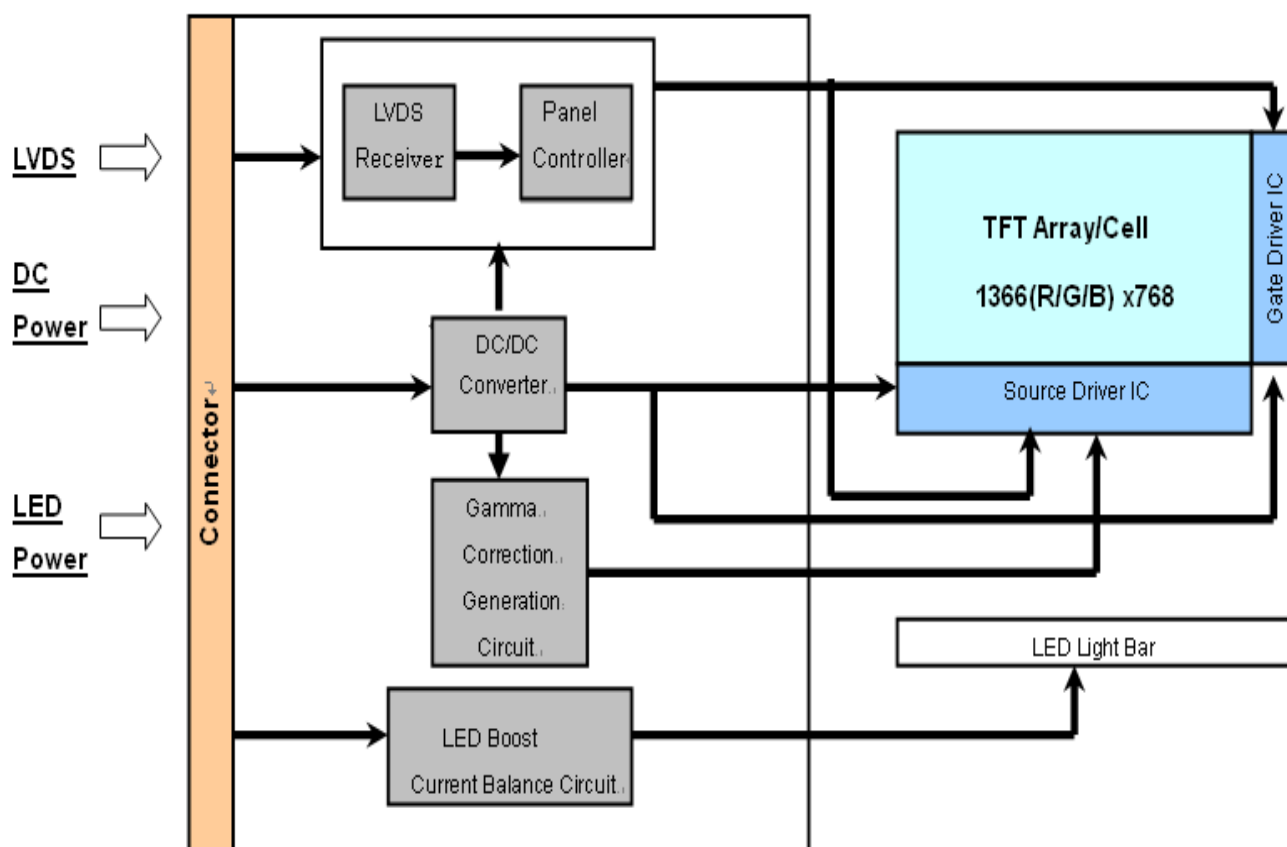 LVDS
DC
Power
LED
Power
Connector
LVDS
Receiver
Panel
Controller
DC/DC
Converter
Gamma
Correction
Generation
Circuit
LED Boost
Current Balance Circuit
TFT Array/Cell
1366(R/G/B) x768
Gate Driver IC
Source Driver IC
LED Light Bar